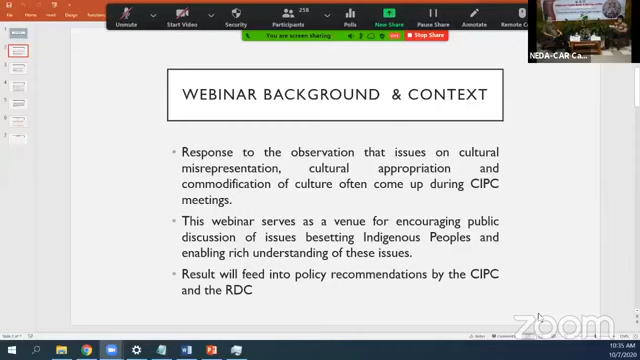 258
Unmute
Start Video
Security
Participants
Polls
New Share
Pause Share
Annotate
Remote Co
You are screen sharing
Stop Share
NEDA-CAR Ca...
WEBINAR BACKGROUND & CONTEXT
• Response to the observation that issues on cultural
misrepresentation, cultural appropriation and
commodification of culture often come up during CIPC
meetings.
• This webinar serves as a venue for encouraging public
discussion of issues besetting Indigenous Peoples and
enabling rich understanding of these issues.
• Result will feed into policy recommendations by the CIPC
and the RDC
zoom
10:35 AM
10/7/2020